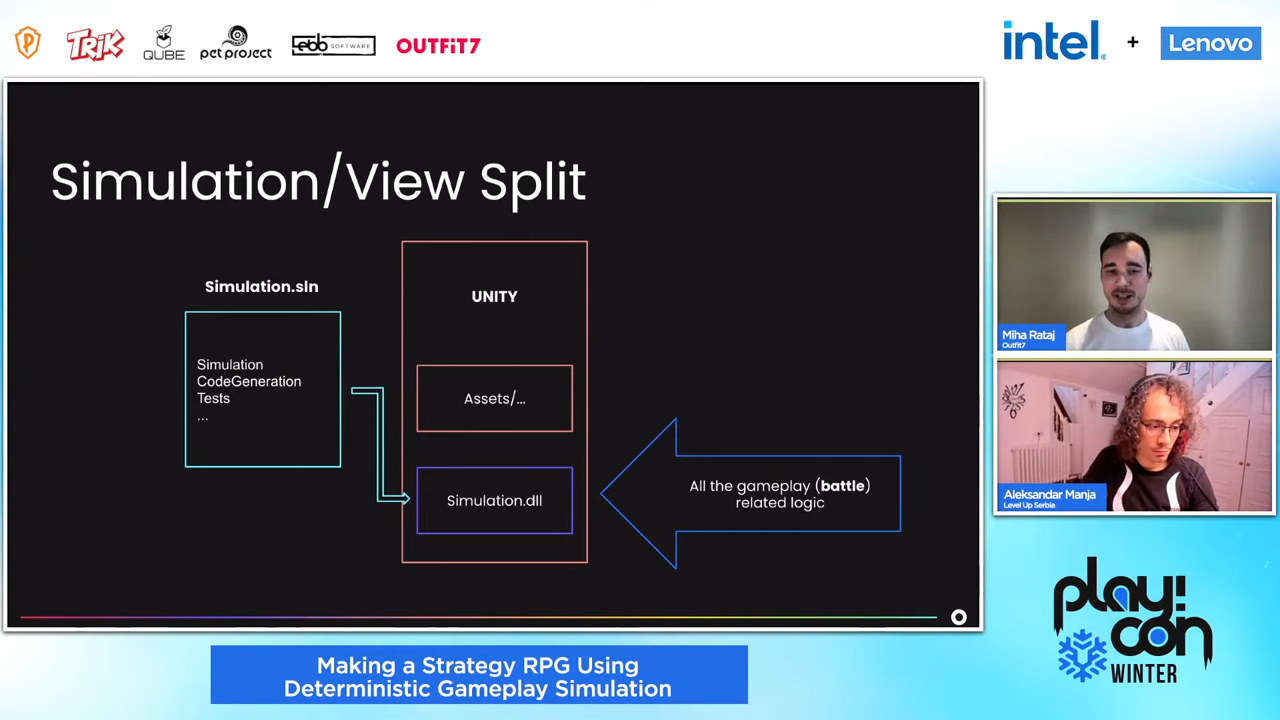 TRIK
QUBE
pet project
Lebb SOFTWARE
OUTFIT7
intel + Lenovo
Simulation/View Split
Simulation.sln
Simulation
CodeGeneration
Tests
...
UNITY
Assets/...
Simulation.dll
All the gameplay (battle)
related logic
Miha Rataj
Outfit7
Aleksandar Manja
Level Up Serbia
Making a Strategy RPG Using
Deterministic Gameplay Simulation
play!
con
WINTER